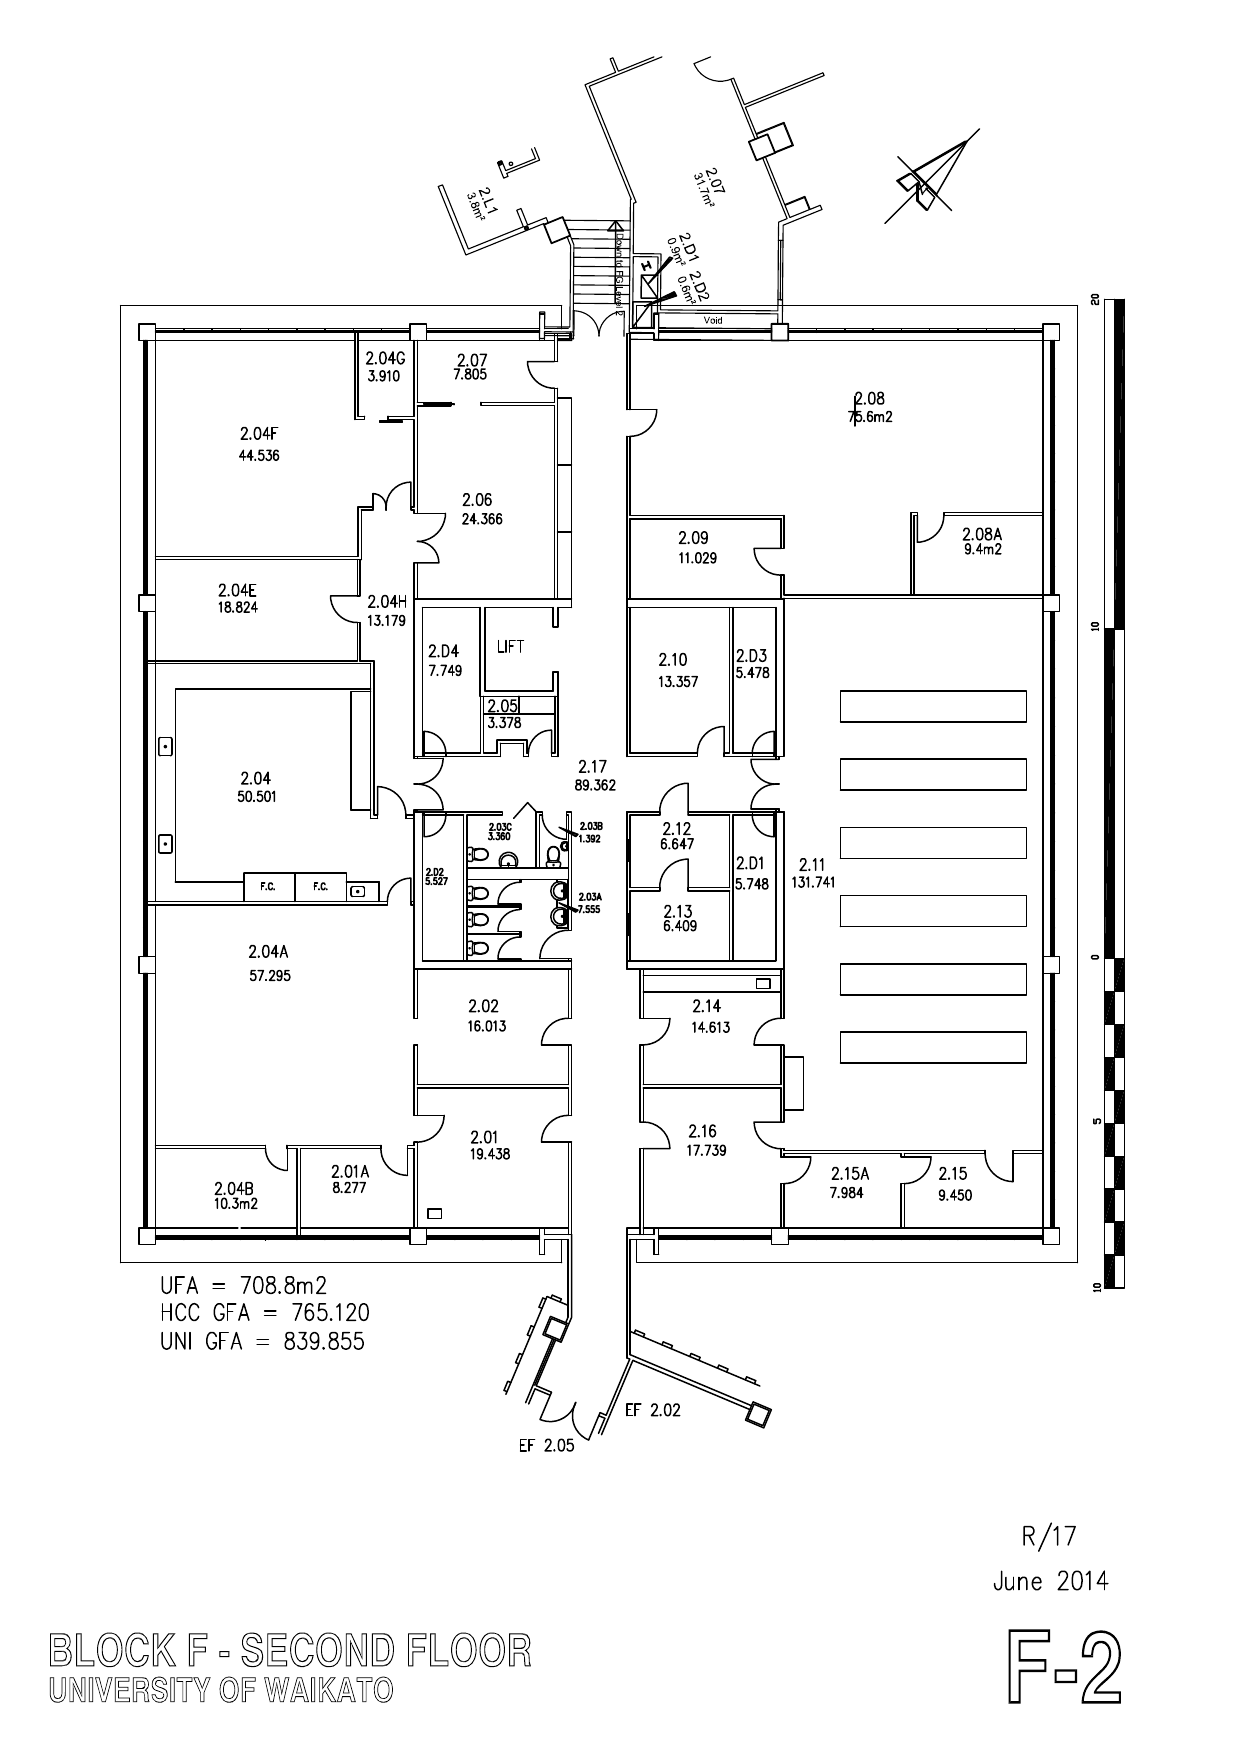 2.07
31.7m²
2.L1
3.8m²
2.D1
0.9m²
2.D2
0.6m²
Down to FG Level 2
Void
20
2.04G
3.910
2.07
7.805
2.08
75.6m2
2.04F
44.536
2.06
24.366
2.09
11.029
2.08A
9.4m2
2.04E
18.824
2.04H
13.179
10
2.D4
7.749
LIFT
2.10
13.357
2.D3
5.478
2.05
3.378
2.04
50.501
2.17
89.362
2.03C
3.360
2.03B
1.392
2.12
6.647
2.D2
5.527
2.D1
5.748
2.11
131.741
F.C.
F.C.
2.03A
7.555
2.13
6.409
2.04A
57.295
0
2.02
16.013
2.14
14.613
2.01
19.438
2.16
17.739
5
2.04B
10.3m2
2.01A
8.277
2.15A
7.984
2.15
9.450
10
UFA = 708.8m2
HCC GFA = 765.120
UNI GFA = 839.855
EF 2.02
EF 2.05
R/17
June 2014
BLOCK F - SECOND FLOOR
UNIVERSITY OF WAIKATO
F-2